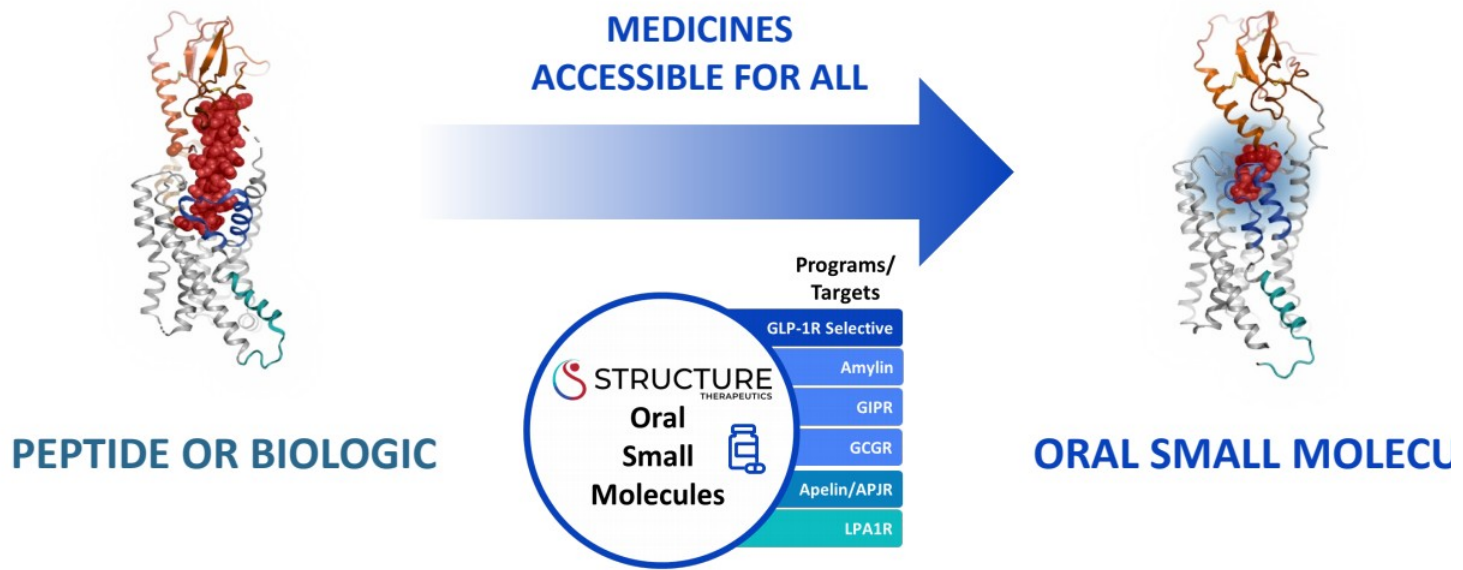 MEDICINES
ACCESSIBLE FOR ALL
Programs/
Targets
GLP-1R Selective
Amylin
GIPR
GCGR
Apelin/APJR
LPA1R
STRUCTURE
THERAPEUTICS
Oral
Small
Molecules
PEPTIDE OR BIOLOGIC
ORAL SMALL MOLECU